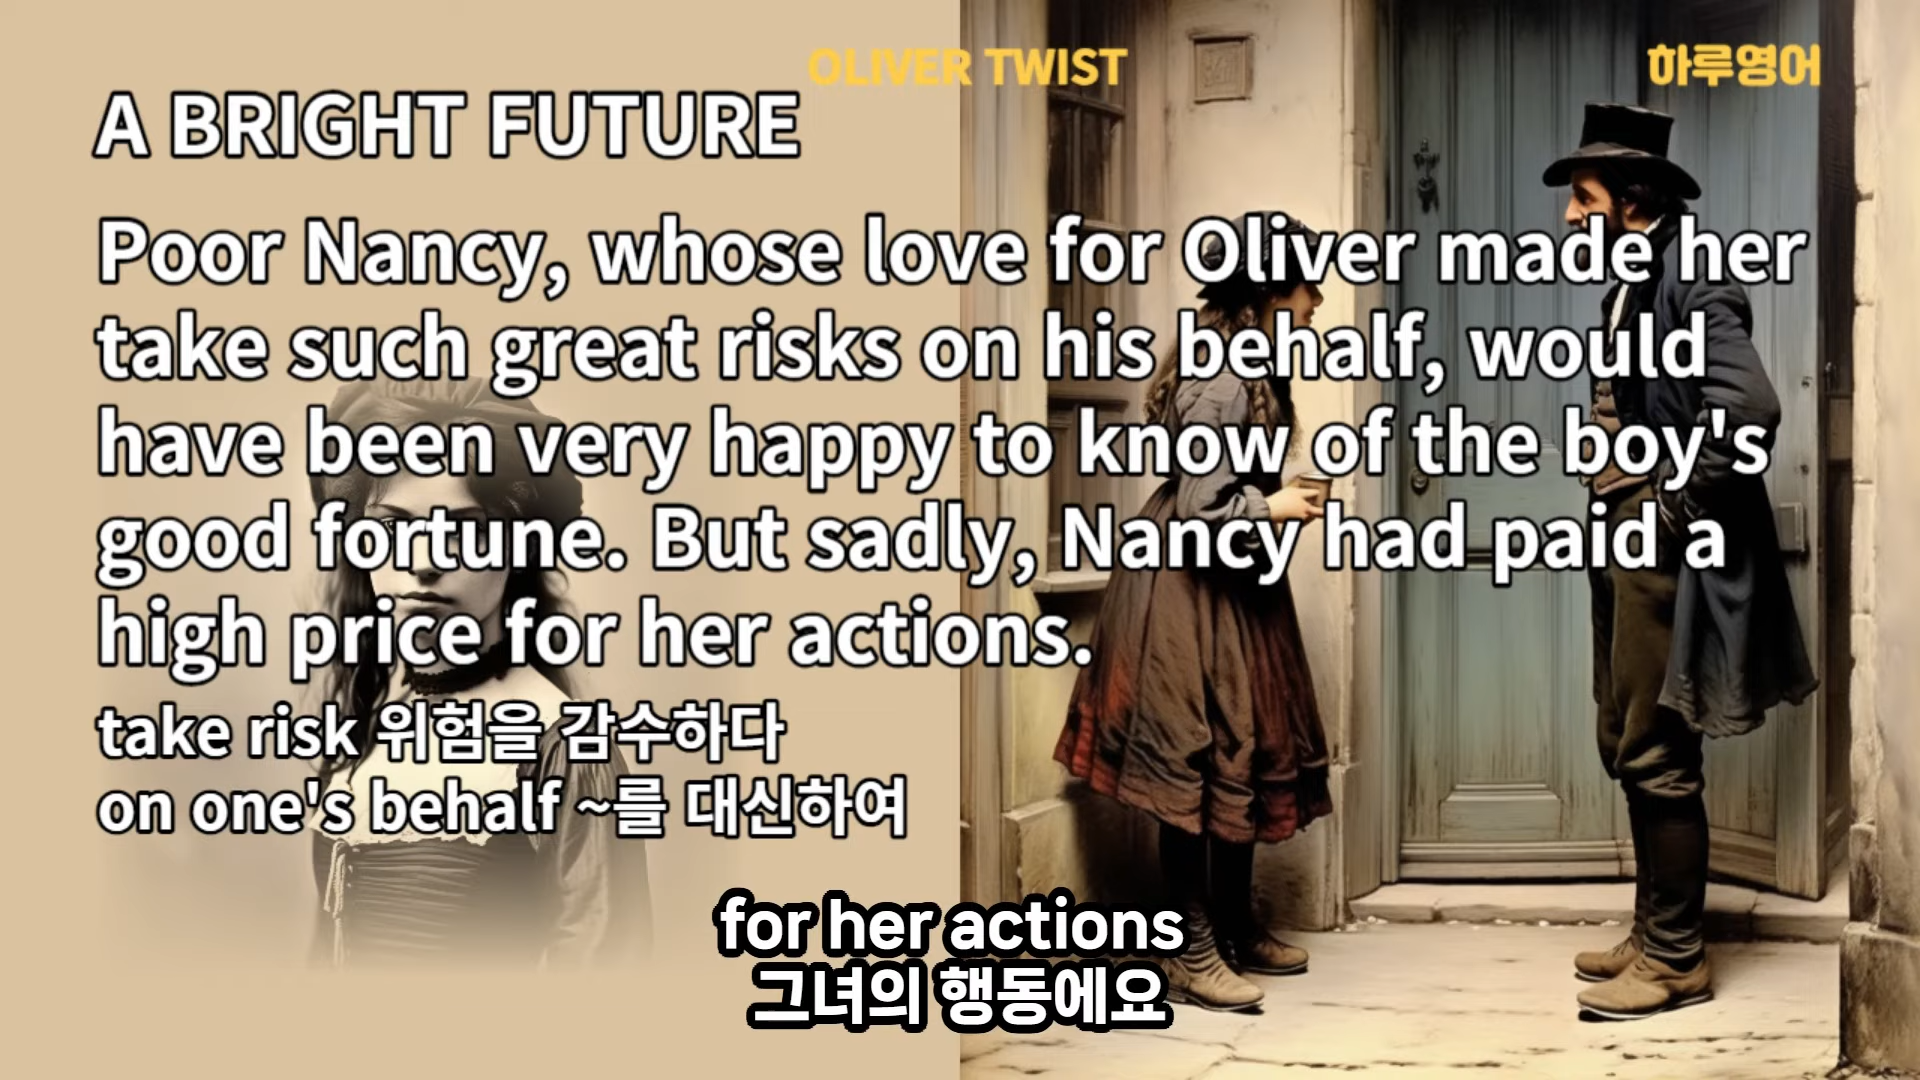 OLIVER TWIST
하루영어
A BRIGHT FUTURE
Poor Nancy, whose love for Oliver made her
take such great risks on his behalf, would
have been very happy to know of the boy's
good fortune. But sadly, Nancy had paid a
high price for her actions.
take risk 위험을 감수하다
on one's behalf ~를 대신하여
for her actions
그녀의 행동에요